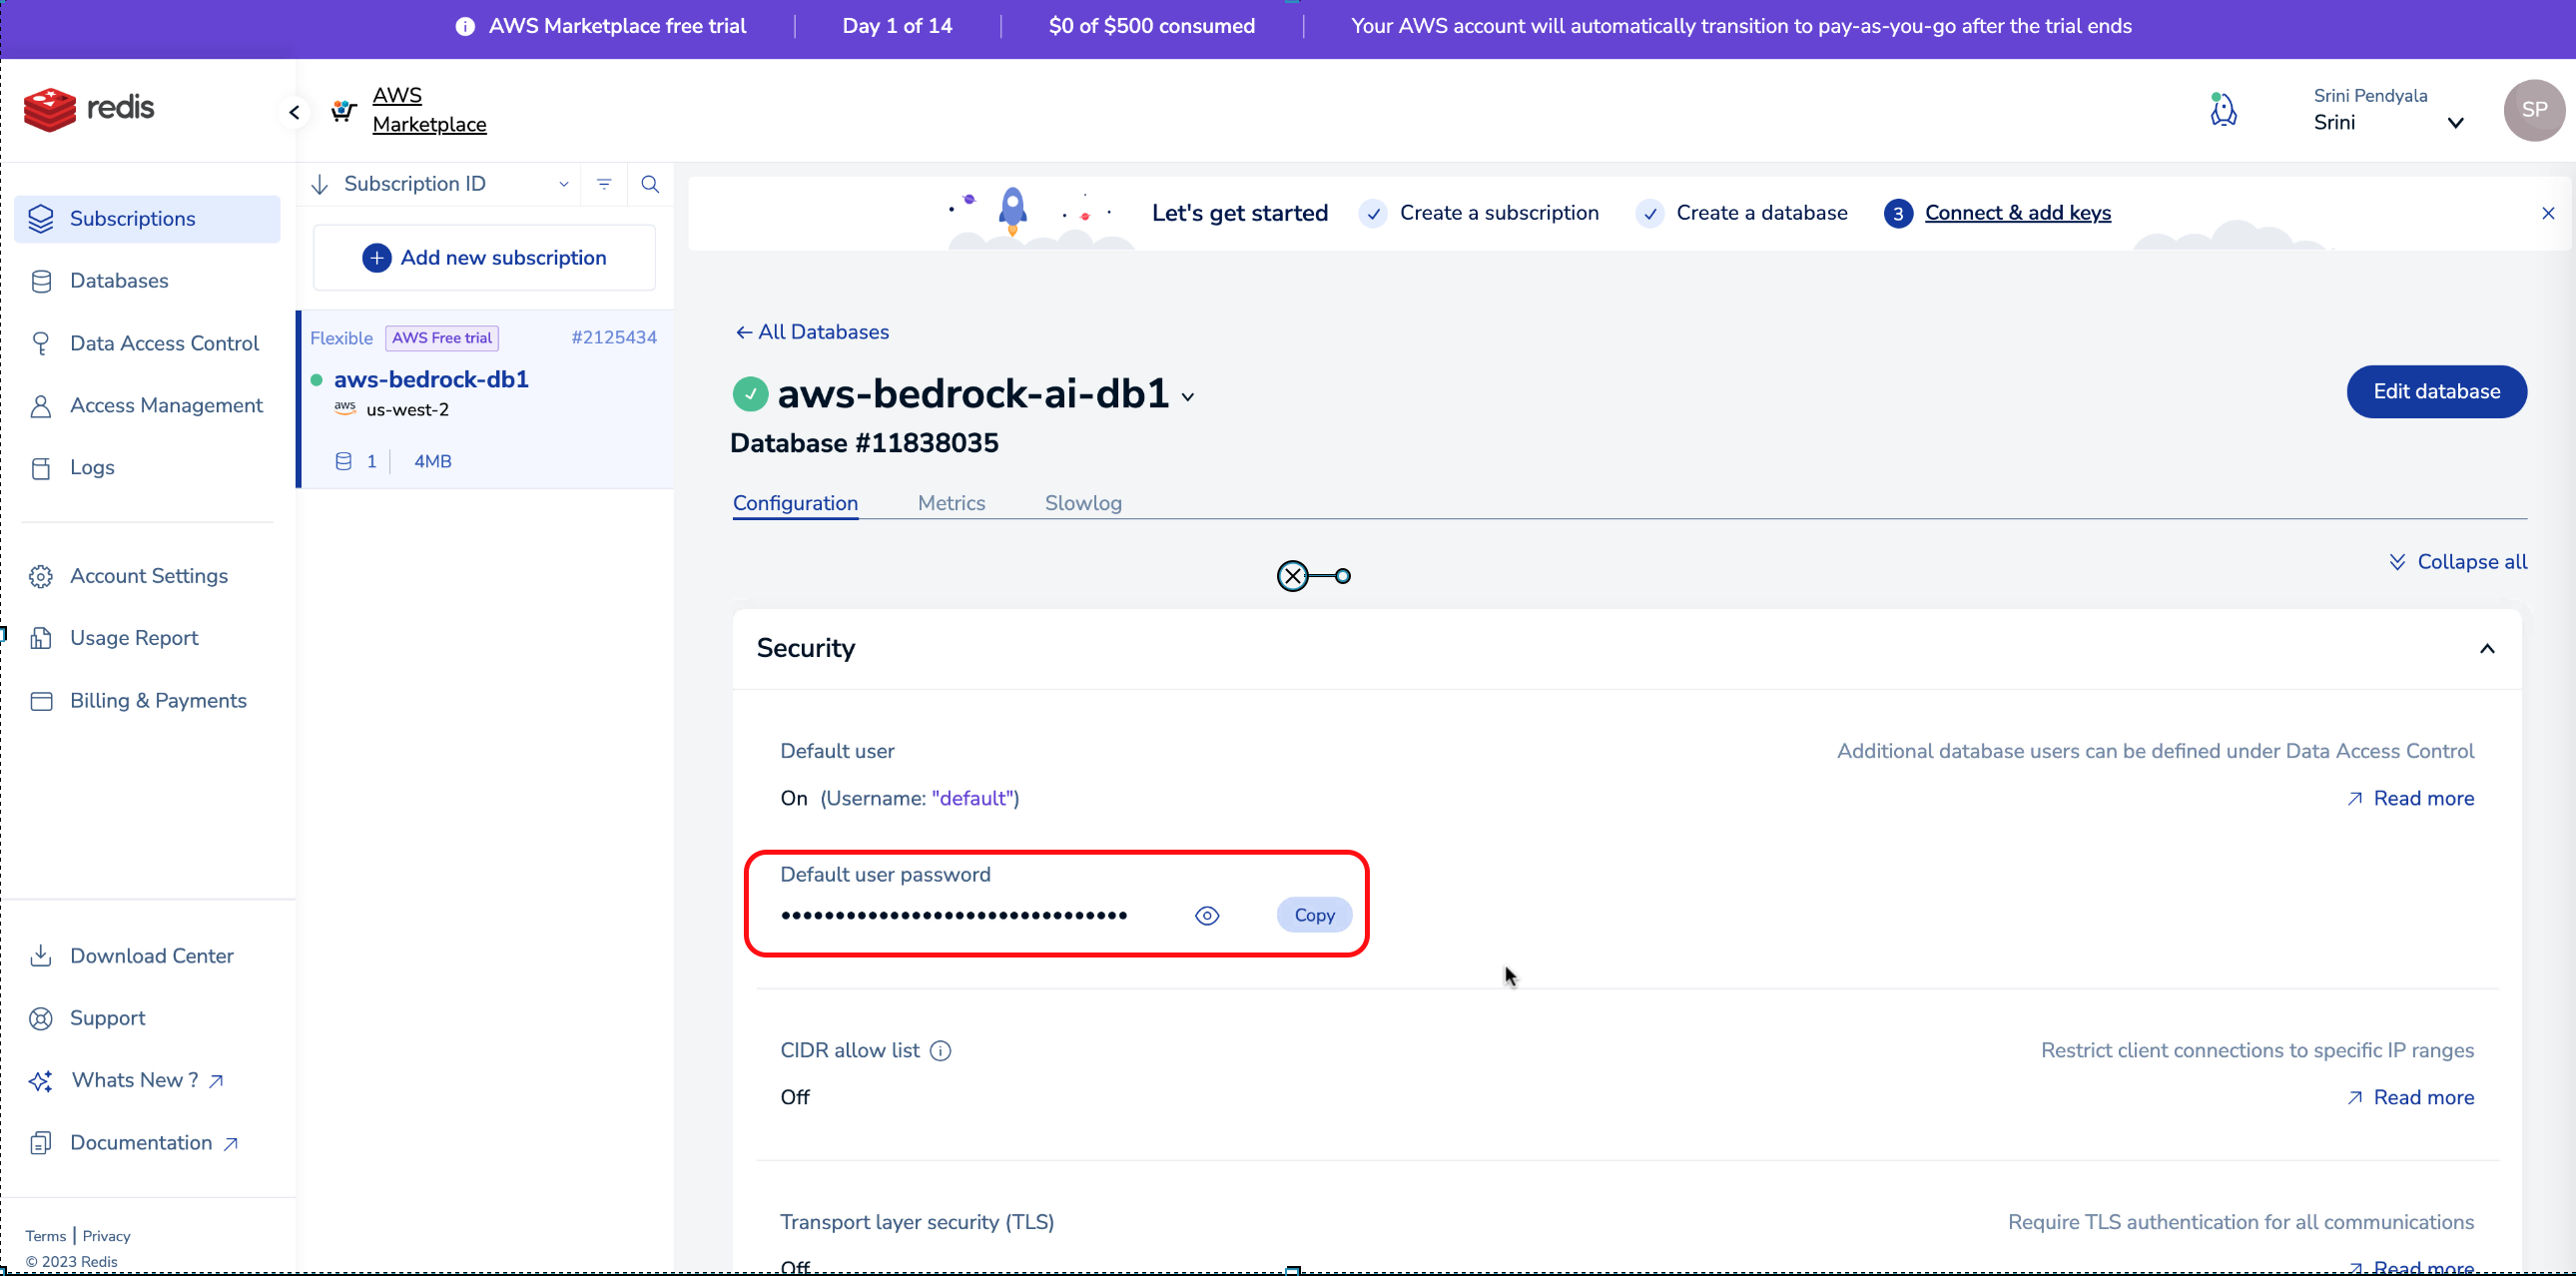 AWS Marketplace free trial | Day 1 of 14 | $0 of $500 consumed | Your AWS account will automatically transition to pay-as-you-go after the trial ends
redis
AWS
Marketplace
Srini Pendyala
Srini
SP
Subscriptions
Databases
Data Access Control
Access Management
Logs
Account Settings
Usage Report
Billing & Payments
Download Center
Support
Whats New ?
Documentation
Terms | Privacy
© 2023 Redis
Subscription ID
Add new subscription
Flexible AWS Free trial #2125434
aws-bedrock-db1
aws us-west-2
1 | 4MB
Let's get started Create a subscription Create a database 3 Connect & add keys
All Databases
aws-bedrock-ai-db1
Edit database
Database #11838035
Configuration Metrics Slowlog
Collapse all
Security
Default user
Additional database users can be defined under Data Access Control
On (Username: "default")
Read more
Default user password
•••••••••••••••••••••••••••••••• Copy
CIDR allow list
Restrict client connections to specific IP ranges
Off
Read more
Transport layer security (TLS)
Require TLS authentication for all communications
Off
Read more